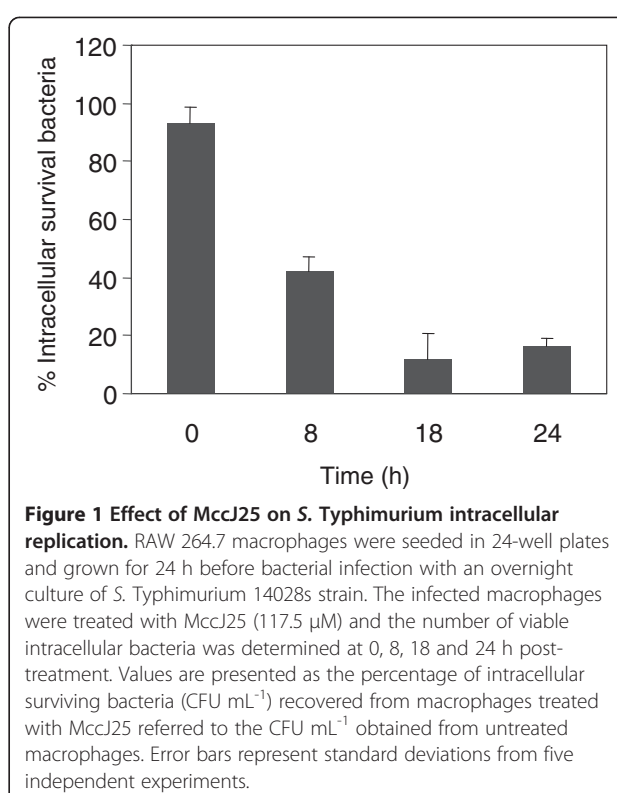 120
100
80
60
40
20
0
% Intracellular survival bacteria
0 8 18 24
Time (h)
Figure 1 Effect of MccJ25 on S. Typhimurium intracellular
replication. RAW 264.7 macrophages were seeded in 24-well plates
and grown for 24 h before bacterial infection with an overnight
culture of S. Typhimurium 14028s strain. The infected macrophages
were treated with MccJ25 (117.5 μM) and the number of viable
intracellular bacteria was determined at 0, 8, 18 and 24 h post-
treatment. Values are presented as the percentage of intracellular
surviving bacteria (CFU mL⁻¹) recovered from macrophages treated
with MccJ25 referred to the CFU mL⁻¹ obtained from untreated
macrophages. Error bars represent standard deviations from five
independent experiments.